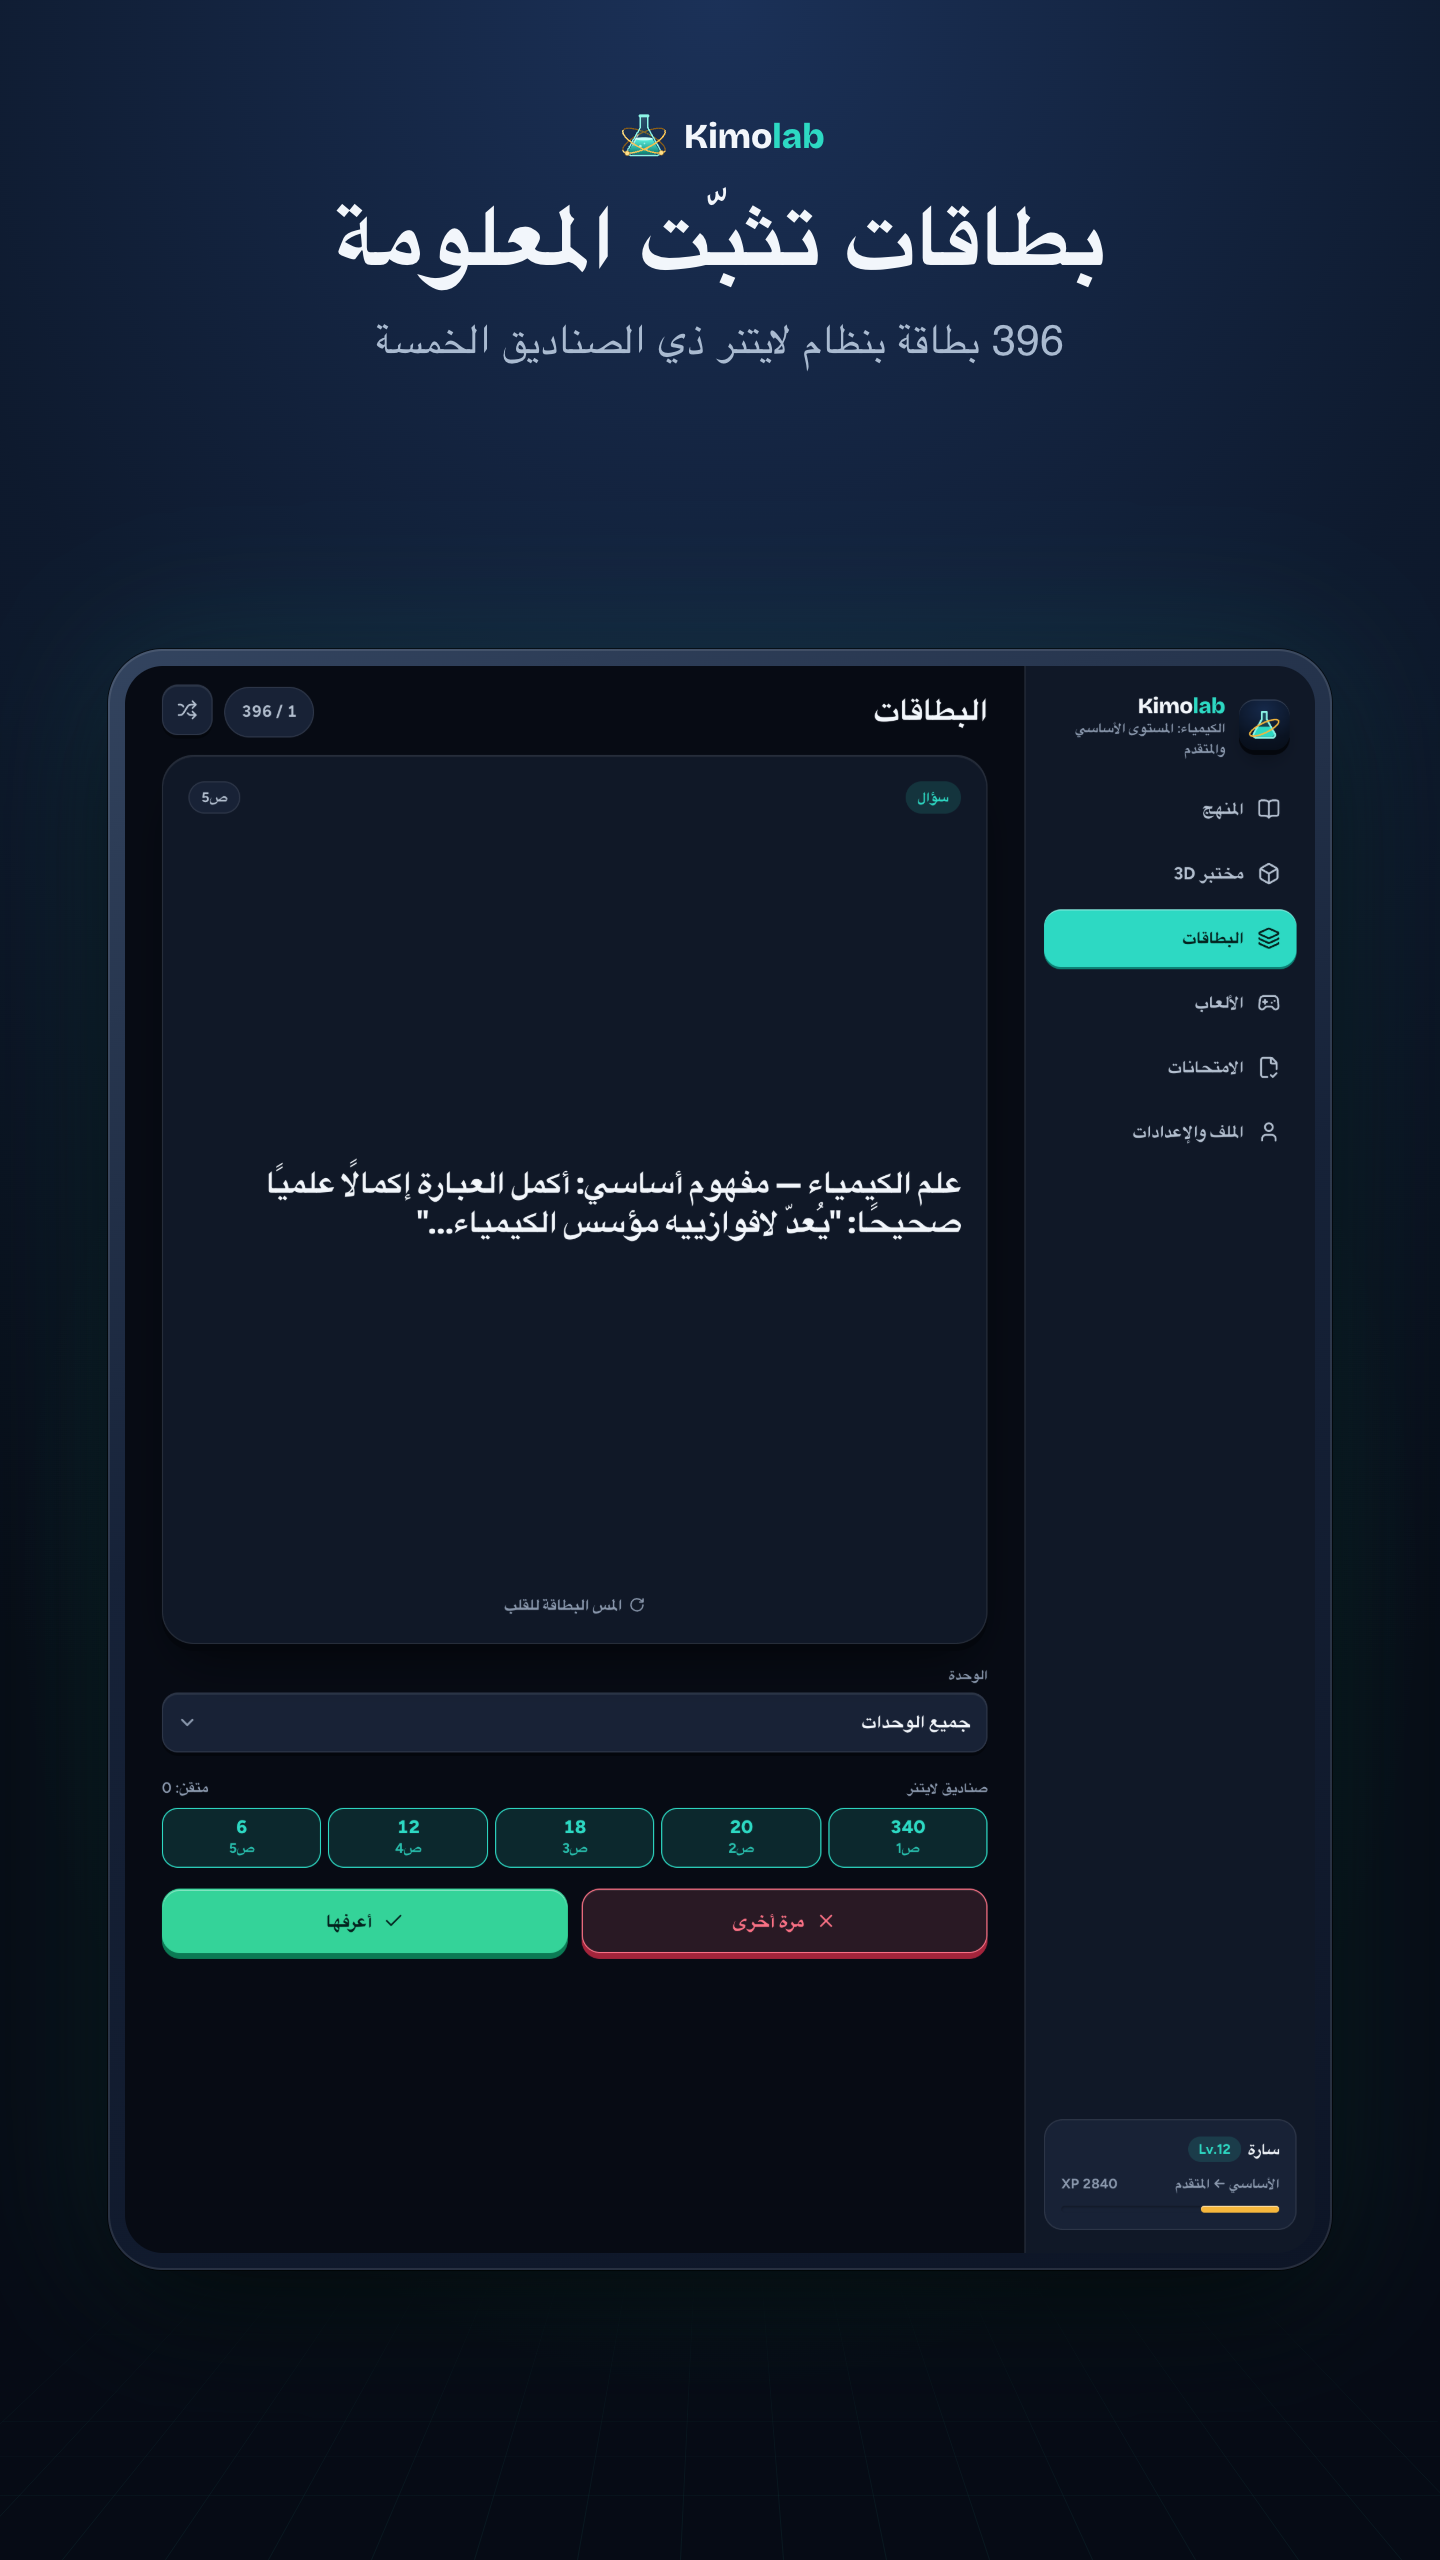 Kimolab
بطاقات تثبّت المعلومة
396 بطاقة بنظام لايتنر ذي الصناديق الخمسة
Kimolab
الكيمياء: المستوى الأساسي
والمتقدم
المنهج
مختبر 3D
البطاقات
الألعاب
الامتحانات
الملف والإعدادات
سارة Lv.12
الأساسي ← المتقدم XP 2840
البطاقات
396 / 1
سؤال
ص5
علم الكيمياء — مفهوم أساسي: أكمل العبارة إكمالًا علميًا
صحيحًا: "يُعدّ لافوازييه مؤسس الكيمياء..."
المس البطاقة للقلب
الوحدة
جميع الوحدات
صناديق لايتنر
متقن: 0
340
ص1
20
ص2
18
ص3
12
ص4
6
ص5
مرة أخرى
أعرفها